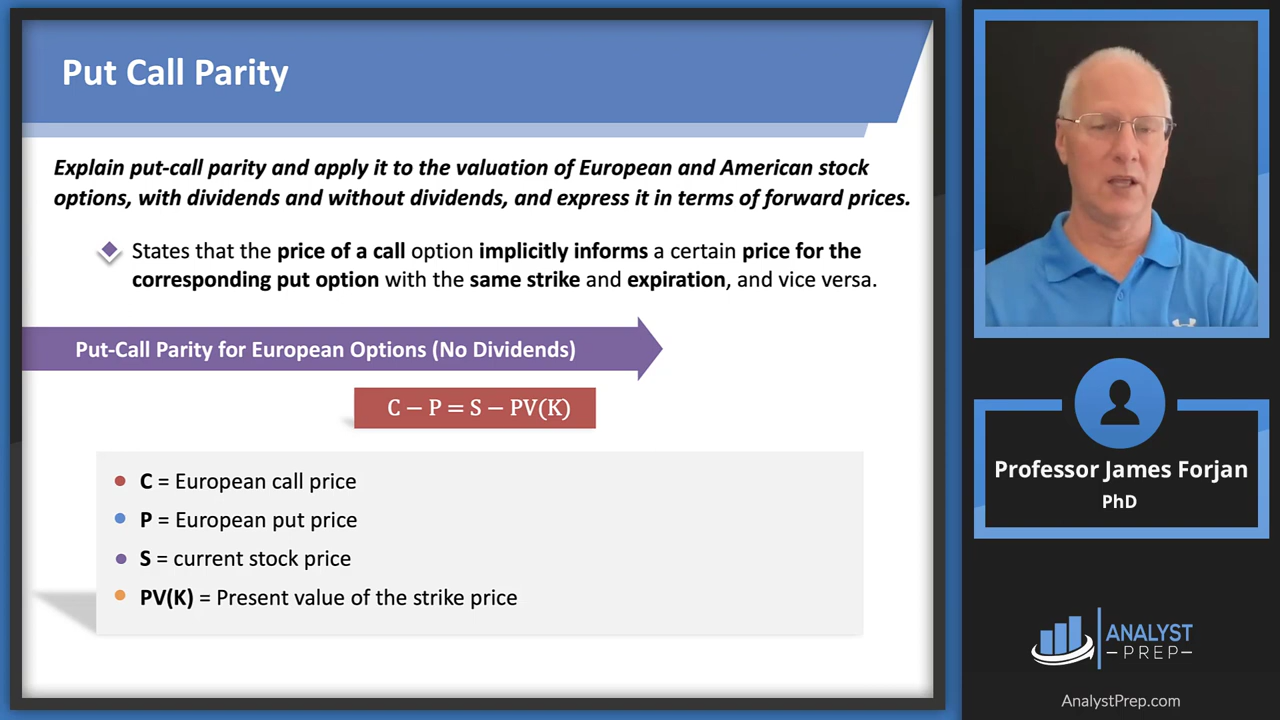 Put Call Parity
Explain put-call parity and apply it to the valuation of European and American stock
options, with dividends and without dividends, and express it in terms of forward prices.
States that the price of a call option implicitly informs a certain price for the
corresponding put option with the same strike and expiration, and vice versa.
Put-Call Parity for European Options (No Dividends)
C − P = S − PV(K)
C = European call price
P = European put price
S = current stock price
PV(K) = Present value of the strike price
Professor James Forjan
PhD
ANALYST
PREP
AnalystPrep.com